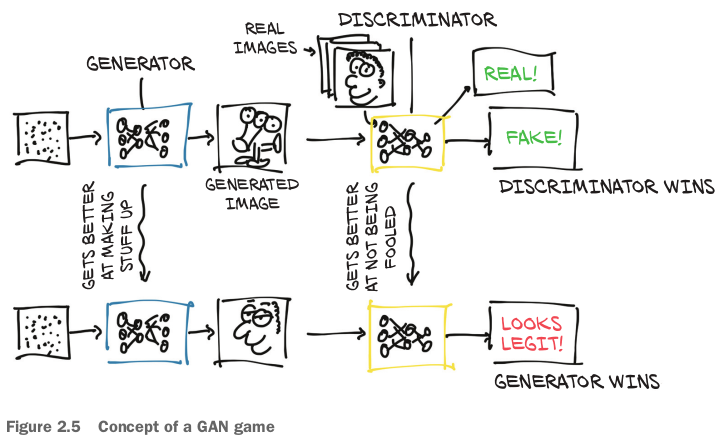 DISCRIMINATOR
REAL
IMAGES
GENERATOR
REAL!
FAKE!
GENERATED
IMAGE
DISCRIMINATOR WINS
GETS BETTER
AT MAKING
STUFF UP
GETS BETTER
AT NOT BEING
FOOLED
LOOKS
LEGIT!
GENERATOR WINS
Figure 2.5 Concept of a GAN game